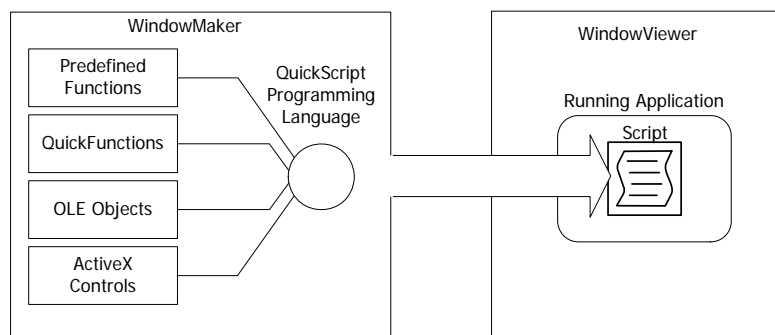 WindowMaker
Predefined
Functions
QuickFunctions
OLE Objects
ActiveX
Controls
QuickScript
Programming
Language
WindowViewer
Running Application
Script